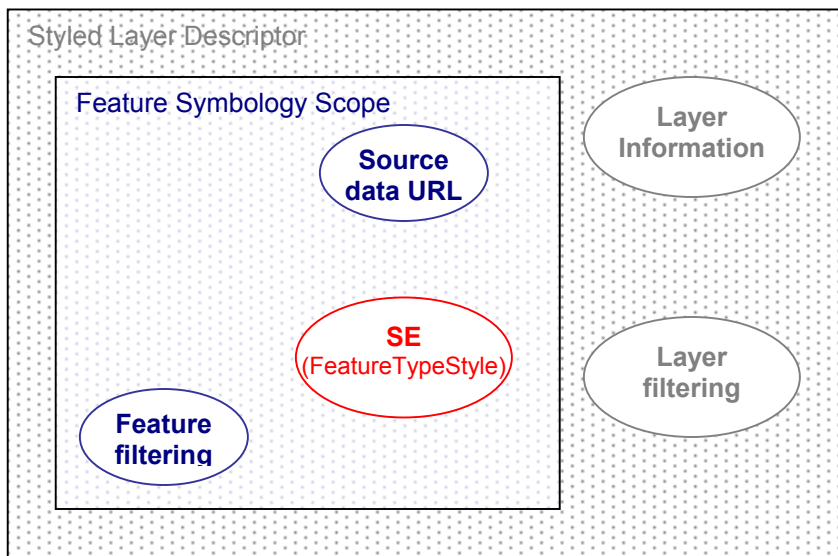 Styled Layer Descriptor
Feature Symbology Scope
Source
data URL
Layer
Information
SE
(FeatureTypeStyle)
Layer
filtering
Feature
filtering